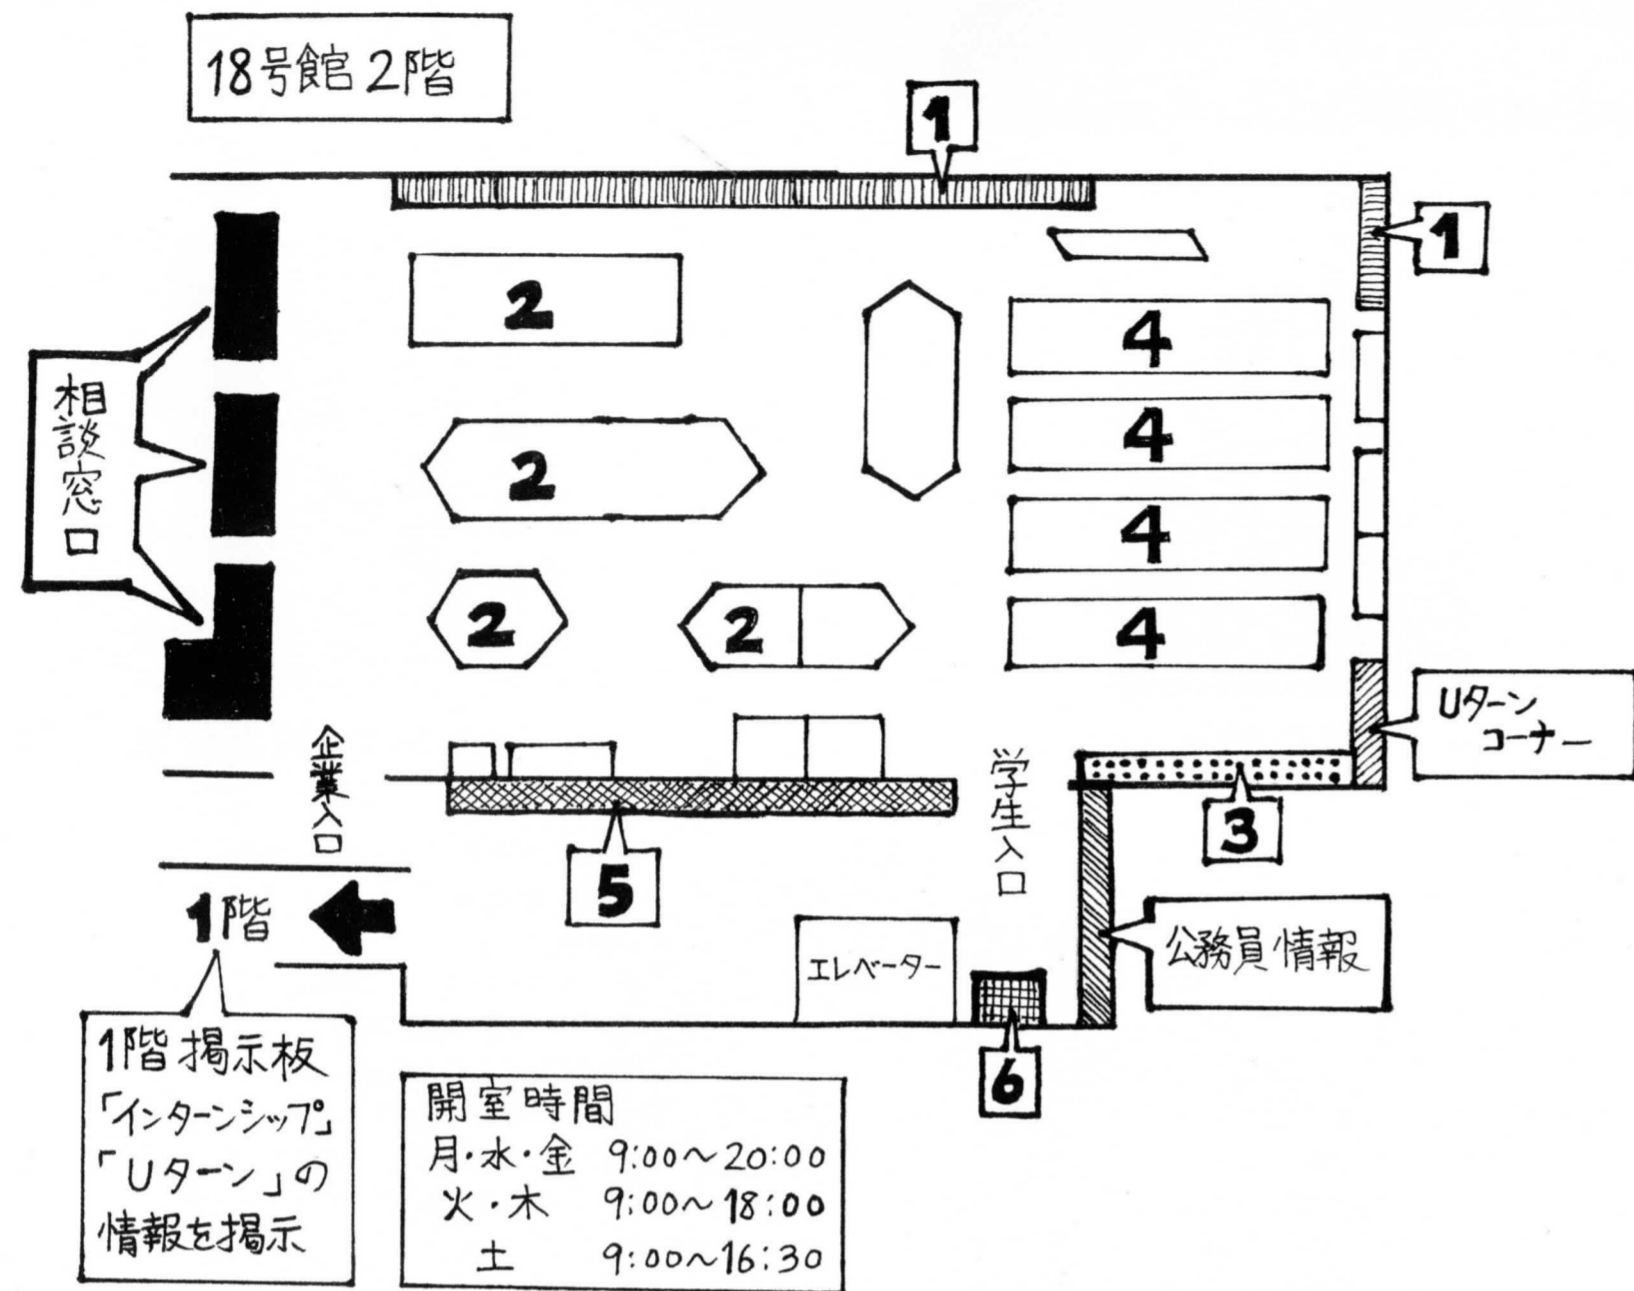 18号館2階
1
1
2
4
4
相談窓口
2
4
2
2
4
Uターン
コーナー
企業入口
学生入口
3
5
1階
公務員情報
エレベーター
6
1階掲示板
「インターンシップ」
「Uターン」の
情報を掲示
開室時間
月・水・金 9:00～20:00
火・木 9:00～18:00
土 9:00～16:30